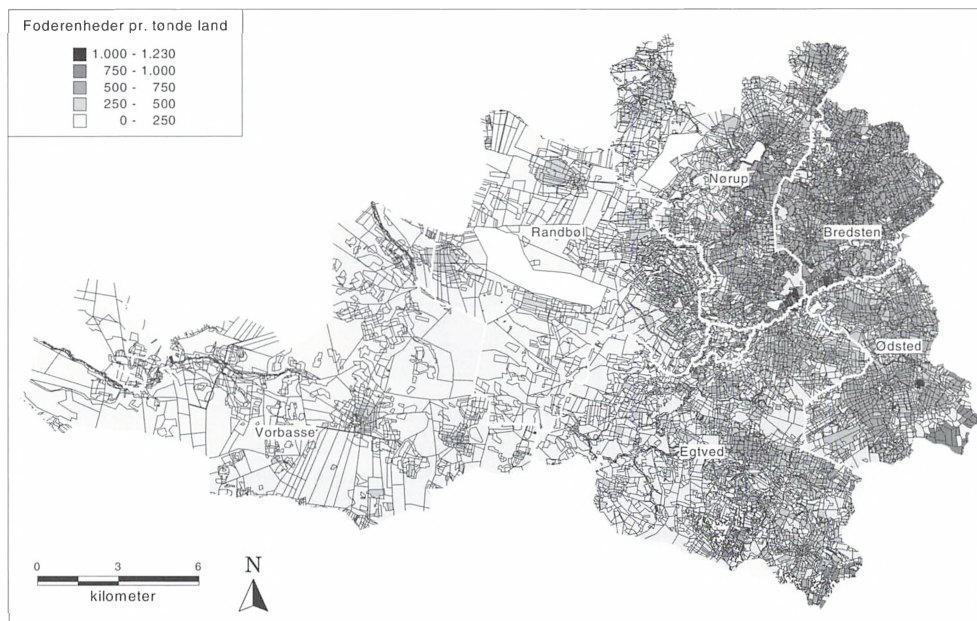 Foderenheder pr. tønde land
1.000 - 1.230
750 - 1.000
500 - 750
250 - 500
0 - 250
Nørup
Randbøl
Bredsten
Ødsted
Vorbasse
Egtved
0 3 6
kilometer
N